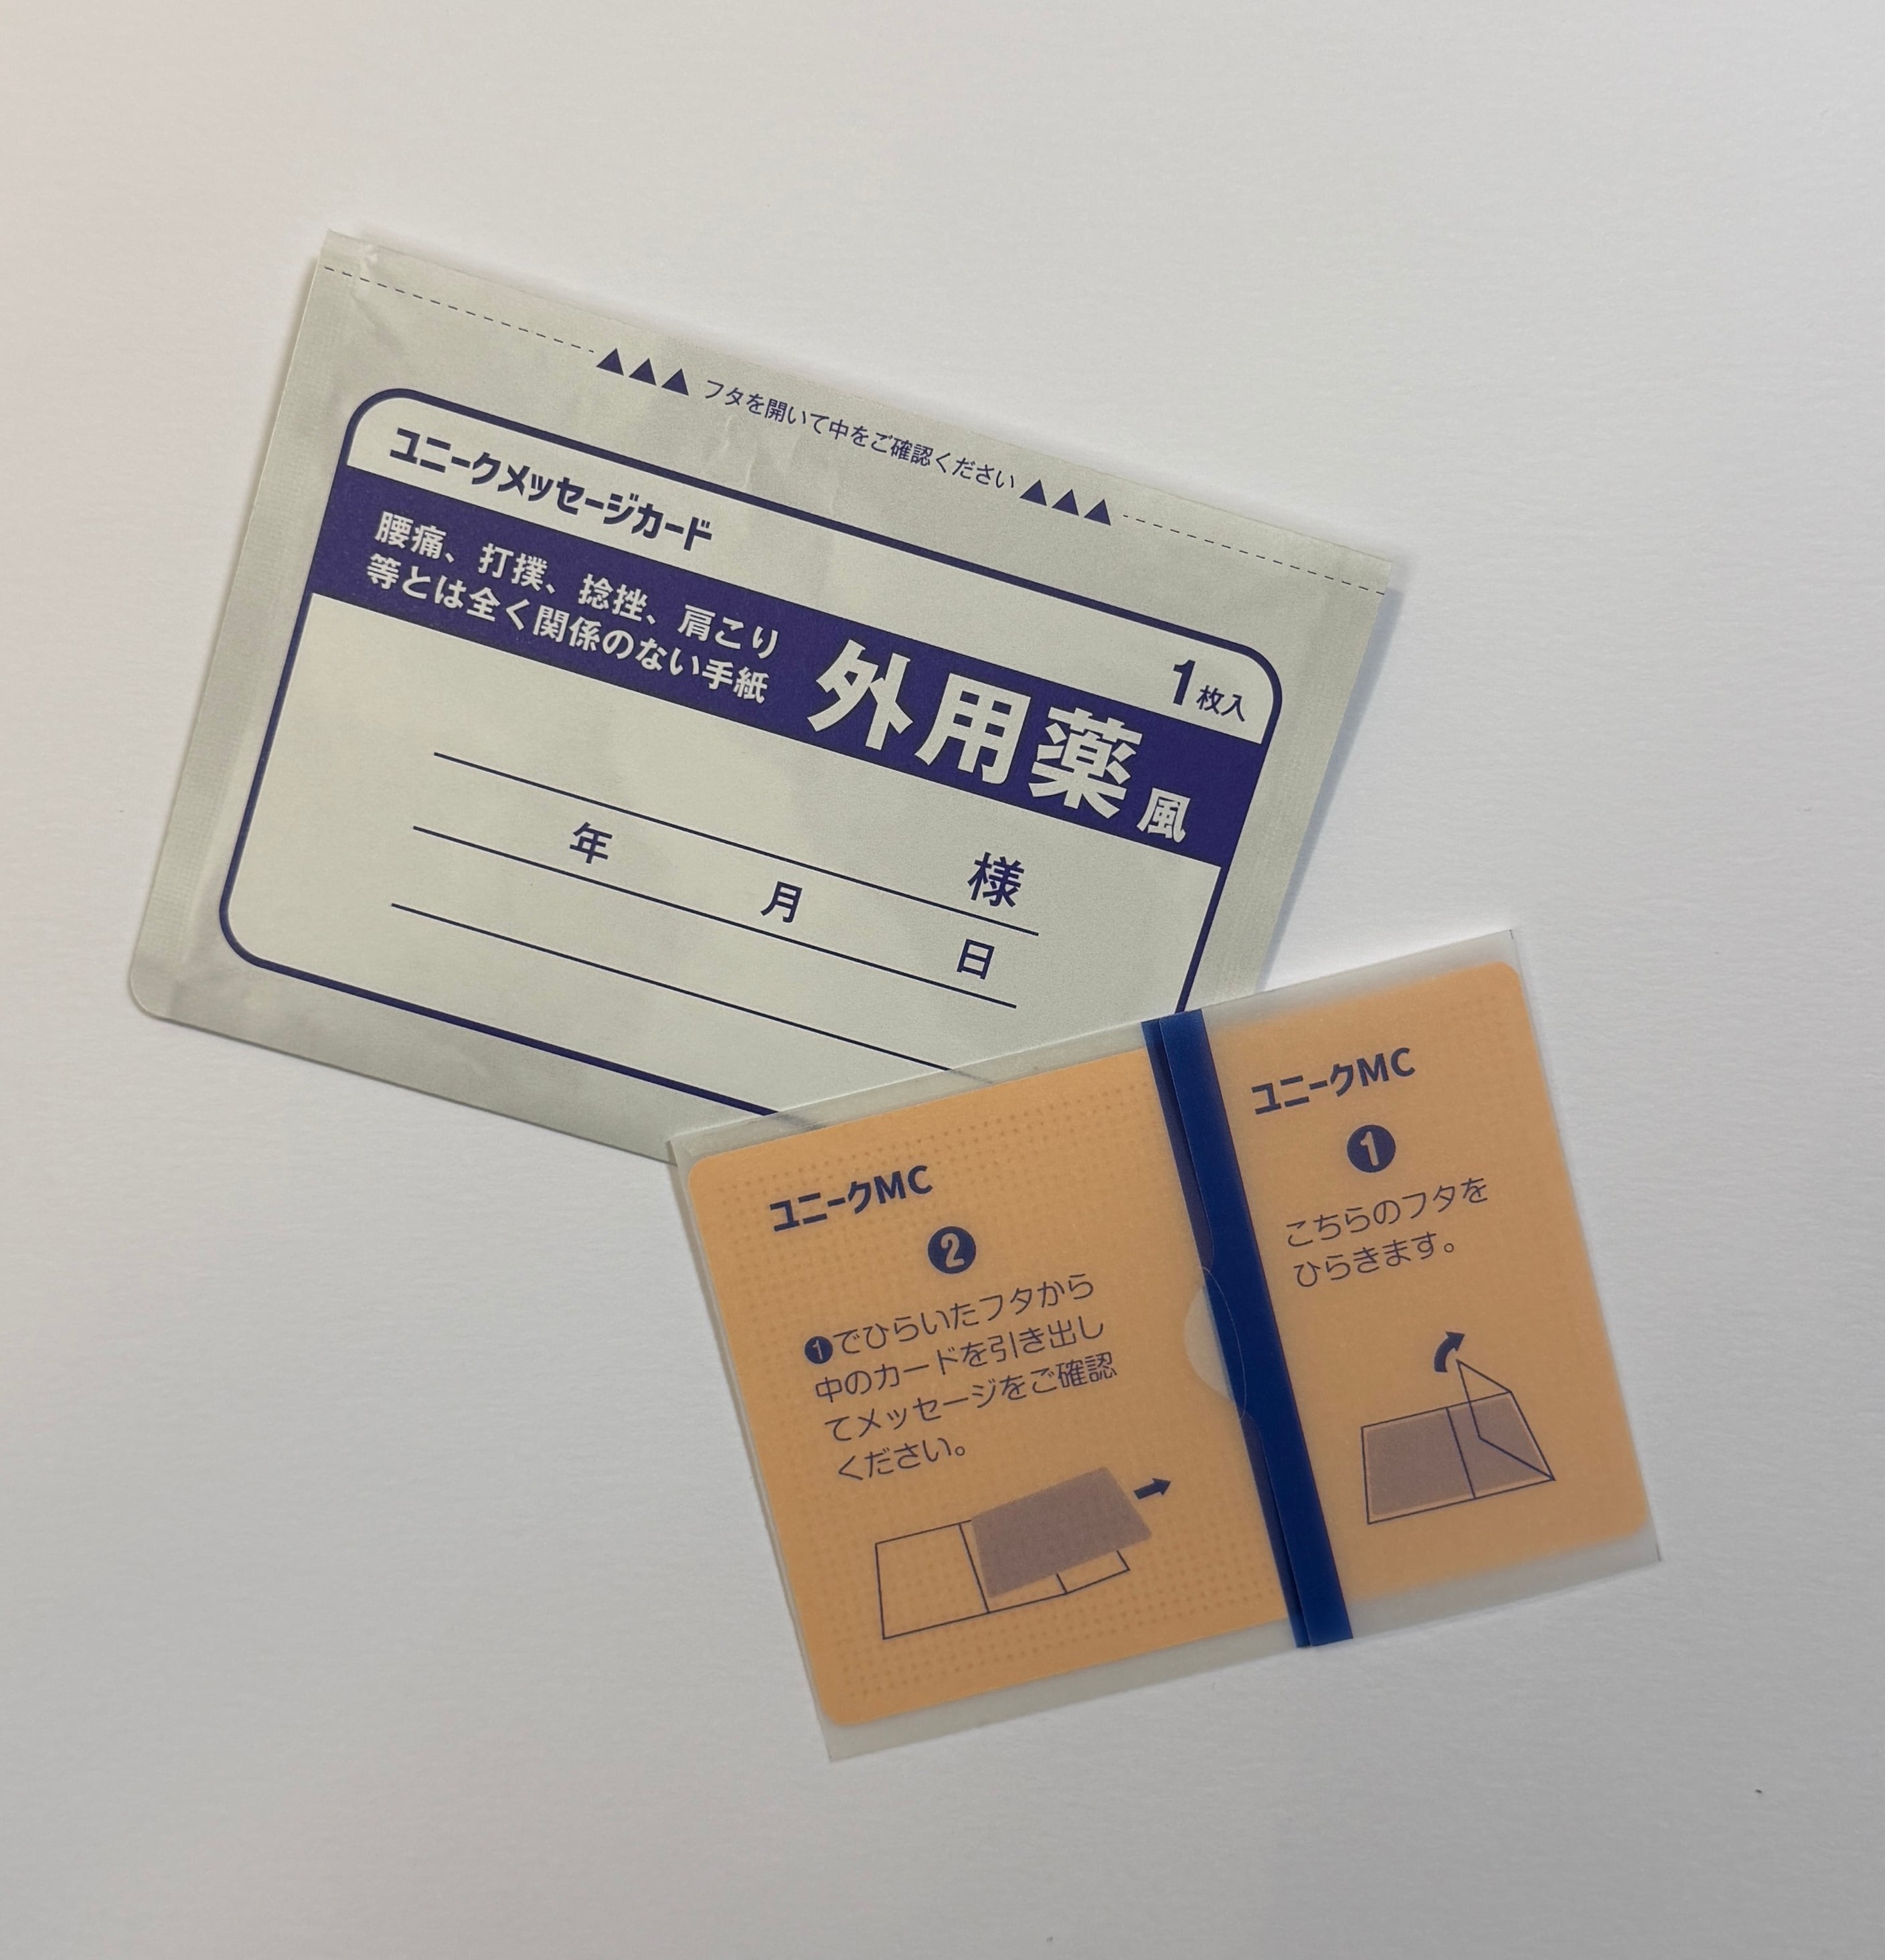 ▲▲▲ フタを開いて中をご確認ください ▲▲▲
ユニークメッセージカード
1枚入
腰痛、打撲、捻挫、肩こり
等とは全く関係のない手紙
外用薬風
様
年 月 日
ユニークMC
1
こちらのフタを
ひらきます。
ユニークMC
2
❶でひらいたフタから
中のカードを引き出し
てメッセージをご確認
ください。